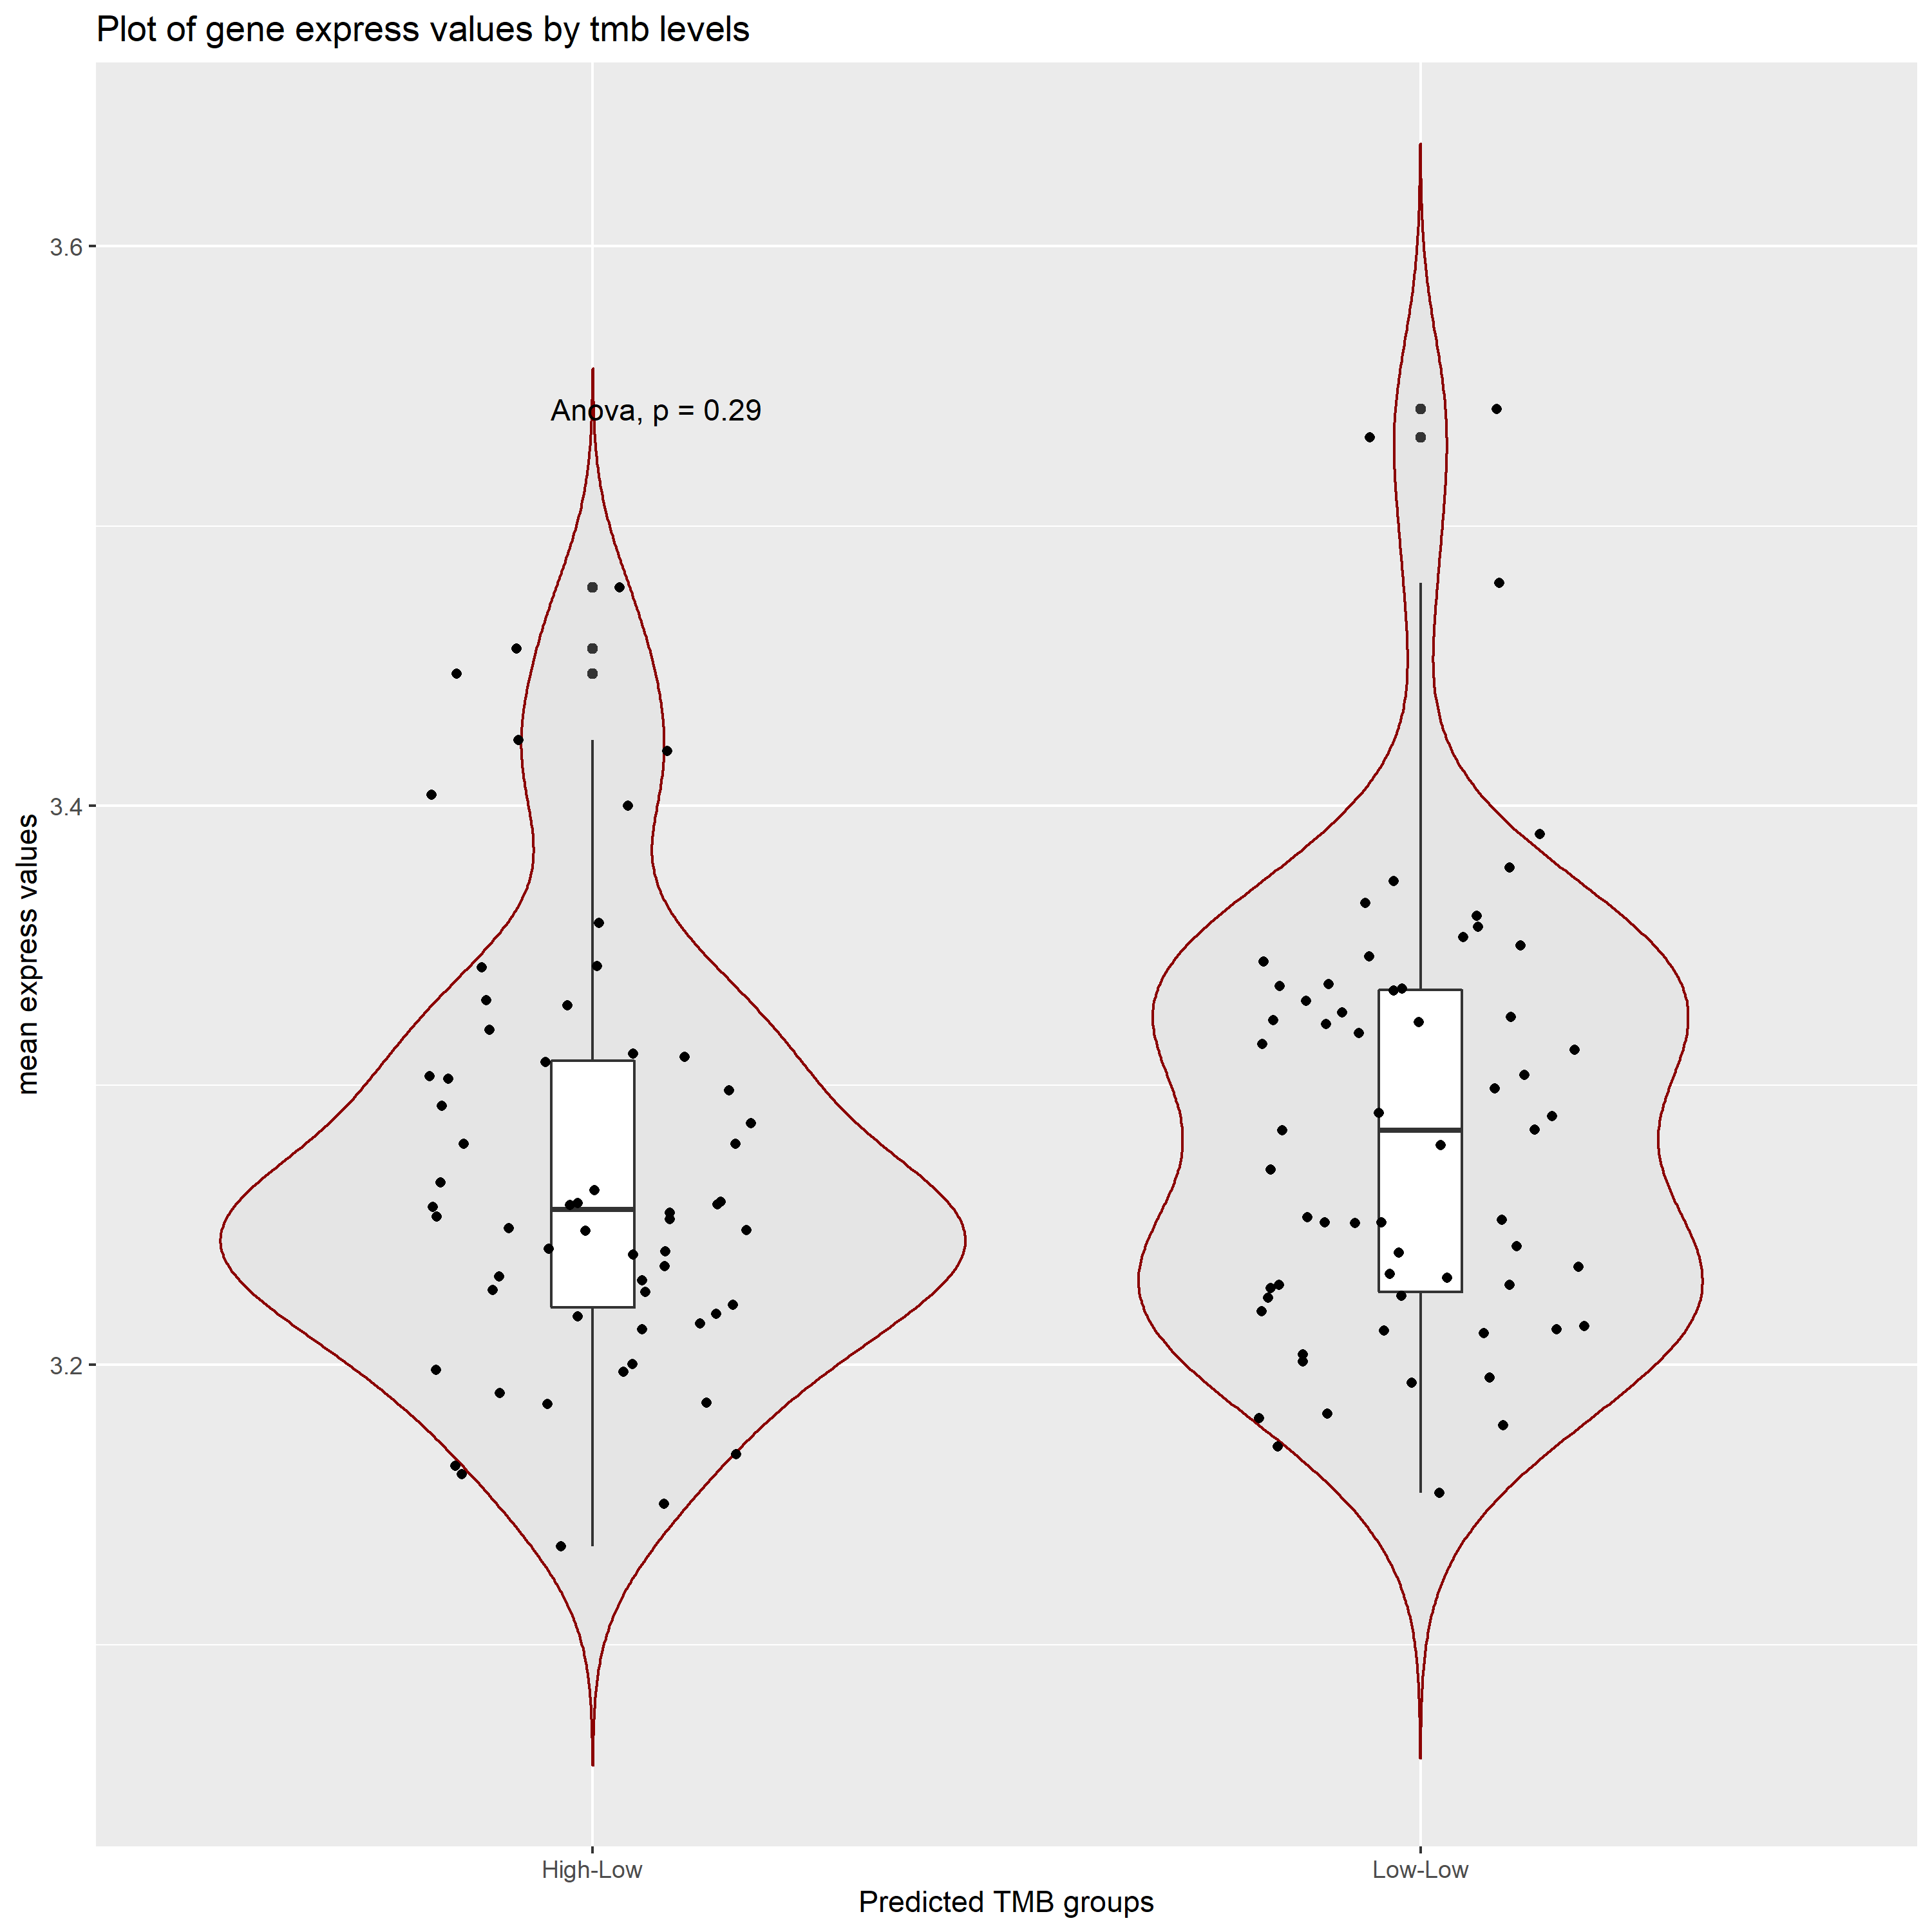 Plot of gene express values by tmb levels
3.6
Anova, p = 0.29
3.4
mean express values
3.2
High-Low
Low-Low
Predicted TMB groups